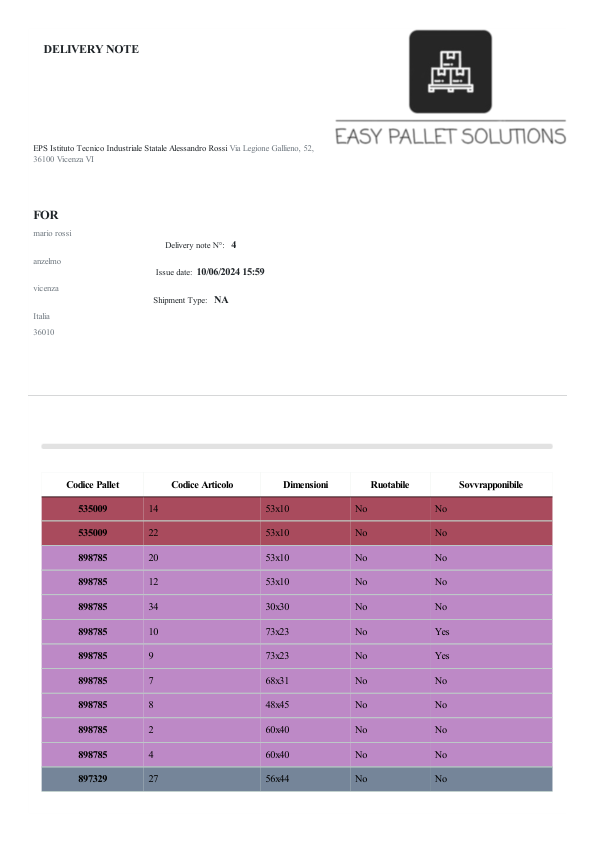 DELIVERY NOTE
EASY PALLET SOLUTIONS
EPS Istituto Tecnico Industriale Statale Alessandro Rossi Via Legione Gallieno, 52,
36100 Vicenza VI
FOR
mario rossi
Delivery note N°: 4
anzelmo
Issue date: 10/06/2024 15:59
vicenza
Shipment Type: NA
Italia
36010
Codice Pallet Codice Articolo Dimensioni Ruotabile Sovvrapponibile
535009 14 53x10 No No
535009 22 53x10 No No
898785 20 53x10 No No
898785 12 53x10 No No
898785 34 30x30 No No
898785 10 73x23 No Yes
898785 9 73x23 No Yes
898785 7 68x31 No No
898785 8 48x45 No No
898785 2 60x40 No No
898785 4 60x40 No No
897329 27 56x44 No No